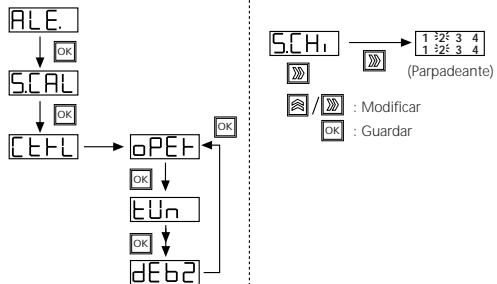 ALE.
OK
S.CAL
OK
CtrL
oPEr
OK
OK
tUn
OK
dEb2
S.CHi
1 2 3 4
1 2 3 4
(Parpadeante)
/ : Modificar
OK : Guardar